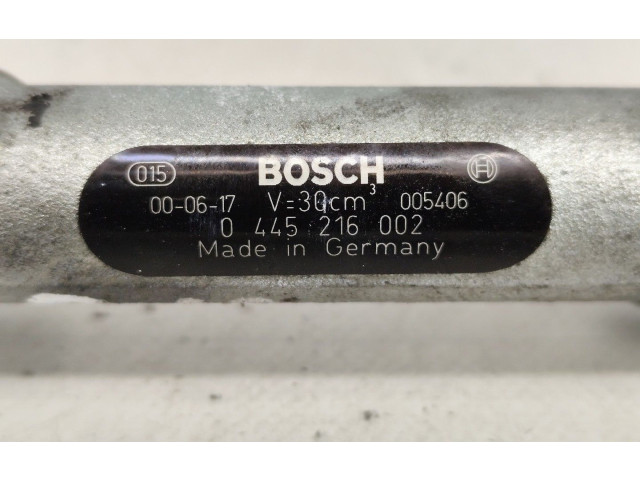 015 BOSCH
00-06-17 V=30cm³ 005406
0 445 216 002
Made in Germany